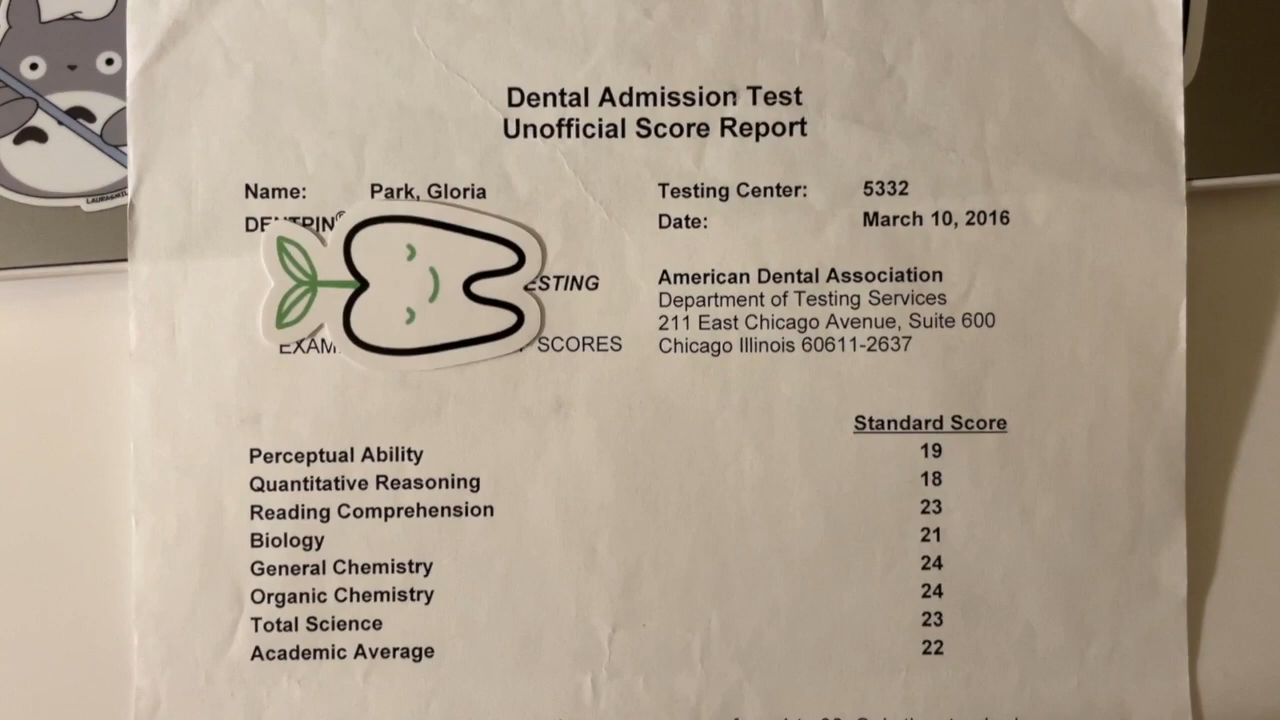 Dental Admission Test
Unofficial Score Report
Name: Park, Gloria
Testing Center: 5332
Date: March 10, 2016
American Dental Association
Department of Testing Services
211 East Chicago Avenue, Suite 600
SCORES
Chicago Illinois 60611-2637
Standard Score
Perceptual Ability 19
Quantitative Reasoning 18
Reading Comprehension 23
Biology 21
General Chemistry 24
Organic Chemistry 24
Total Science 23
Academic Average 22